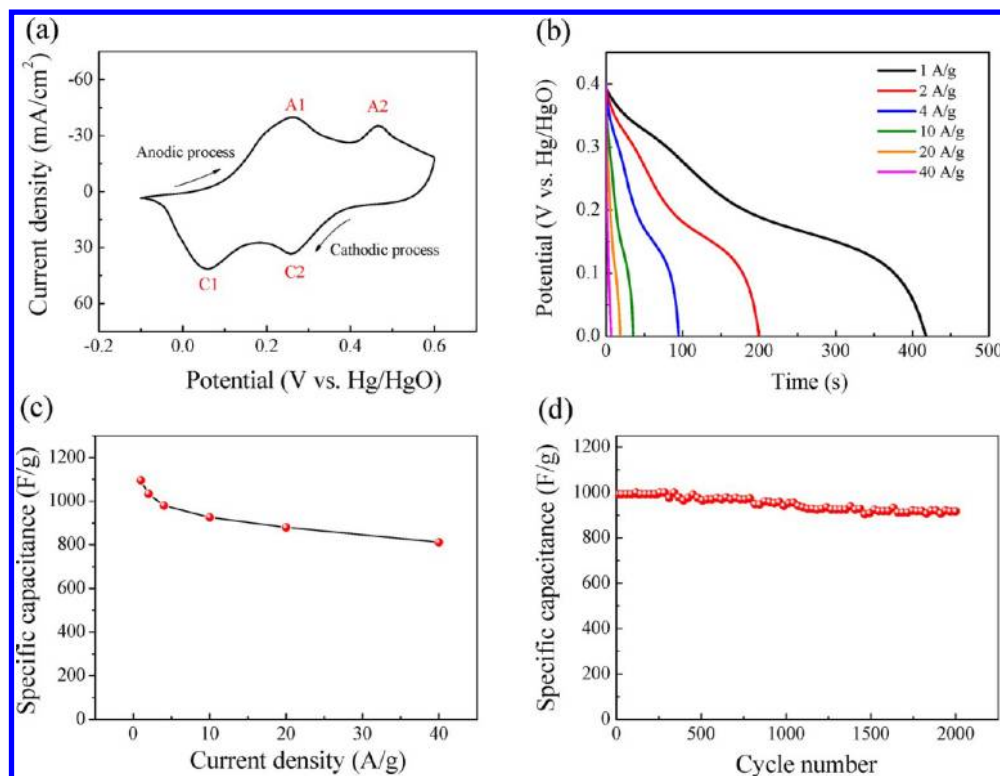 (a)
Current density (mA/cm²)
-60
-30
0
30
60
A1
A2
Anodic process
Cathodic process
C1
C2
-0.2
0.0
0.2
0.4
0.6
Potential (V vs. Hg/HgO)
(b)
Potential (V vs. Hg/HgO)
0.4
0.3
0.2
0.1
0.0
1 A/g
2 A/g
4 A/g
10 A/g
20 A/g
40 A/g
0
100
200
300
400
500
Time (s)
(c)
Specific capacitance (F/g)
1200
1000
800
600
400
200
0
0
10
20
30
40
Current density (A/g)
(d)
Specific capacitance (F/g)
1200
1000
800
600
400
200
0
0
500
1000
1500
2000
Cycle number